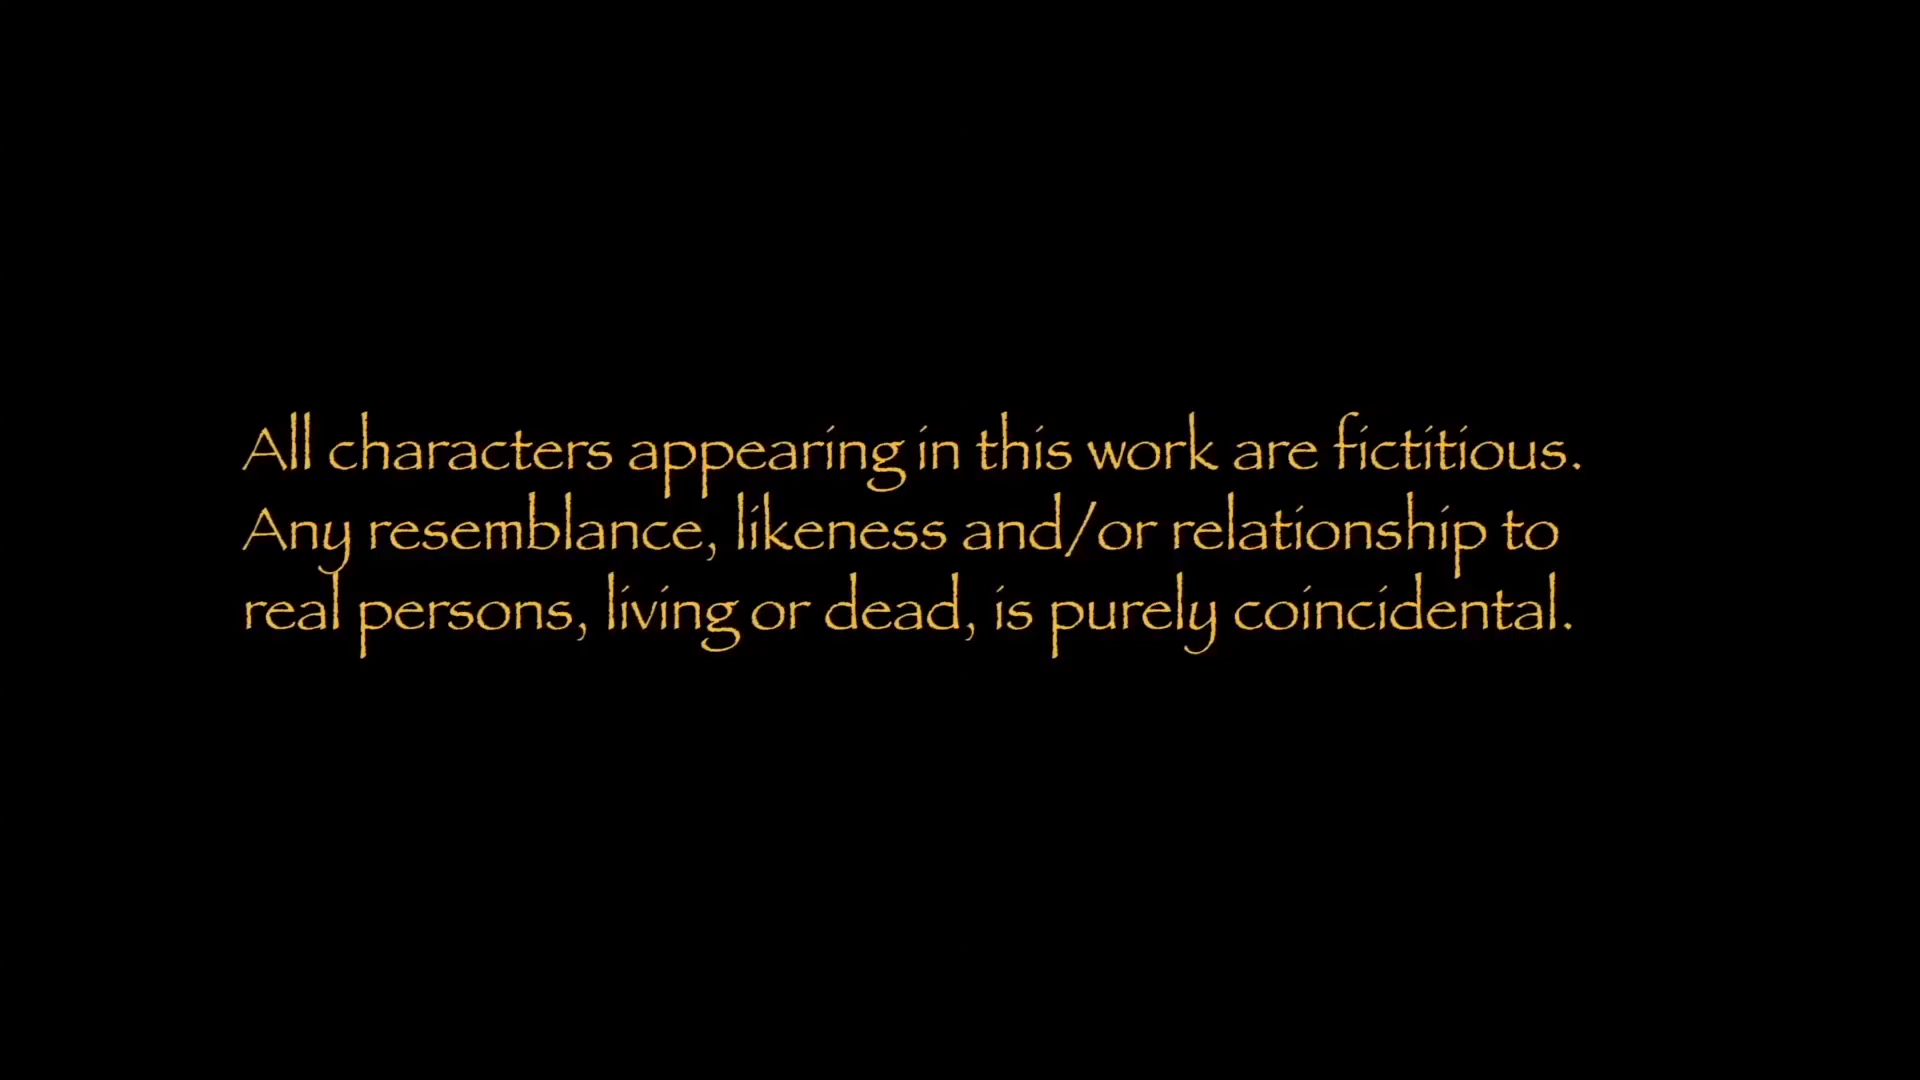 All characters appearing in this work are fictitious.
Any resemblance, likeness and/or relationship to
real persons, living or dead, is purely coincidental.